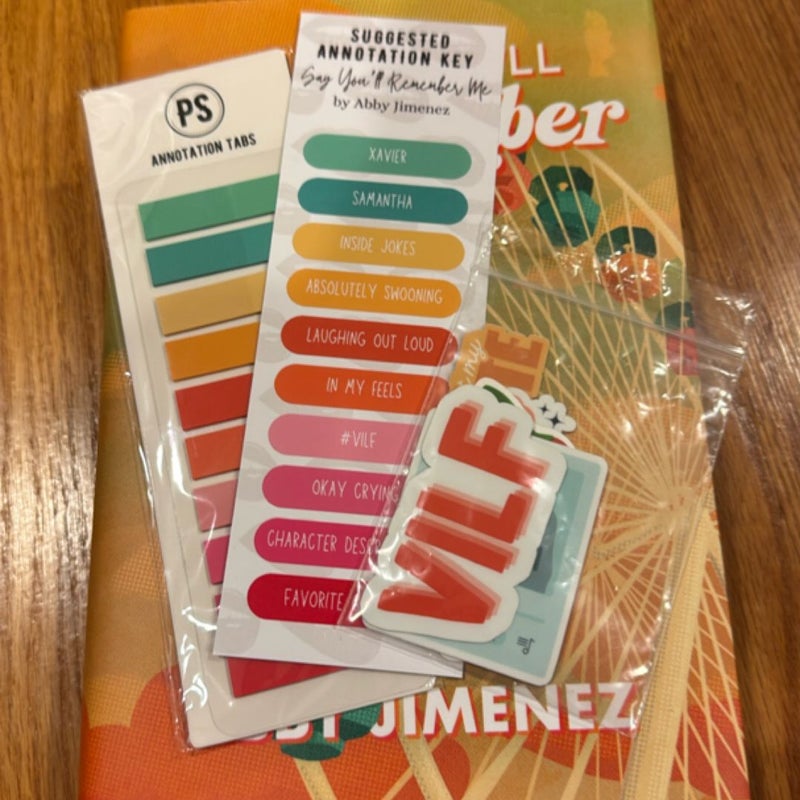 PS
ANNOTATION TABS
SUGGESTED
ANNOTATION KEY
Say You'll Remember Me
by Abby Jimenez
XAVIER
SAMANTHA
INSIDE JOKES
ABSOLUTELY SWOONING
LAUGHING OUT LOUD
IN MY FEELS
#VILF
OKAY CRYING
CHARACTER
FAVORITE
LL
ber
my
VILF
JIMENEZ